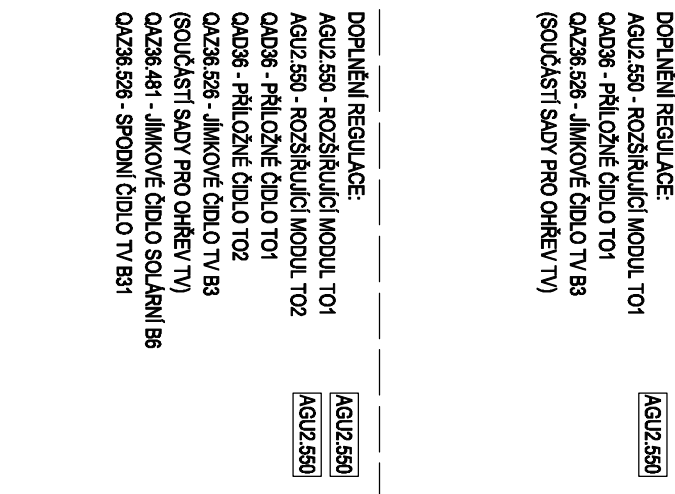 DOPLNĚNÍ REGULACE:
AGU2.550 - ROZŠIŘUJÍCÍ MODUL TO1
QAD36 - PŘÍLOŽNÉ ČIDLO TO1
QAZ36.526 - JÍMKOVÉ ČIDLO TV B3
(SOUČÁSTÍ SADY PRO OHŘEV TV)
AGU2.550
DOPLNĚNÍ REGULACE:
AGU2.550 - ROZŠIŘUJÍCÍ MODUL TO1
AGU2.550 - ROZŠIŘUJÍCÍ MODUL TO2
QAD36 - PŘÍLOŽNÉ ČIDLO TO1
QAD36 - PŘÍLOŽNÉ ČIDLO TO2
QAZ36.526 - JÍMKOVÉ ČIDLO TV B3
(SOUČÁSTÍ SADY PRO OHŘEV TV)
QAZ36.481 - JÍMKOVÉ ČIDLO SOLÁRNÍ B6
QAZ36.526 - SPODNÍ ČIDLO TV B31
AGU2.550
AGU2.550